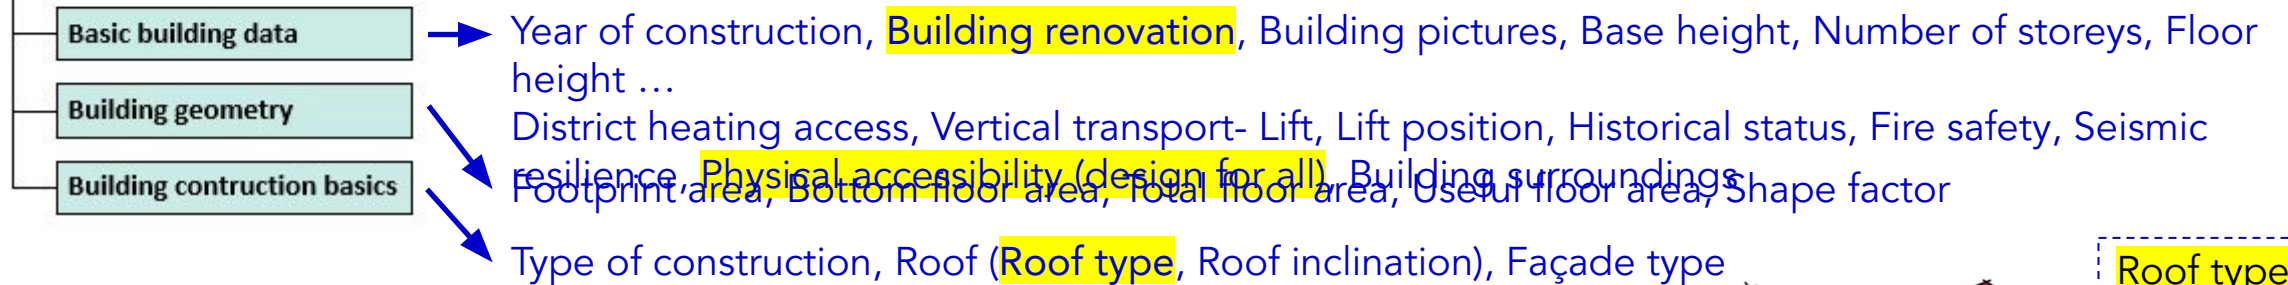 Basic building data
Year of construction, Building renovation, Building pictures, Base height, Number of storeys, Floor
height ...
Building geometry
District heating access, Vertical transport- Lift, Lift position, Historical status, Fire safety, Seismic
resilience, Physical accessibility (design for all), Building surroundings
Building contruction basics
Footprint area, Bottom floor area, Total floor area, Useful floor area, Shape factor
Type of construction, Roof (Roof type, Roof inclination), Façade type
Roof type